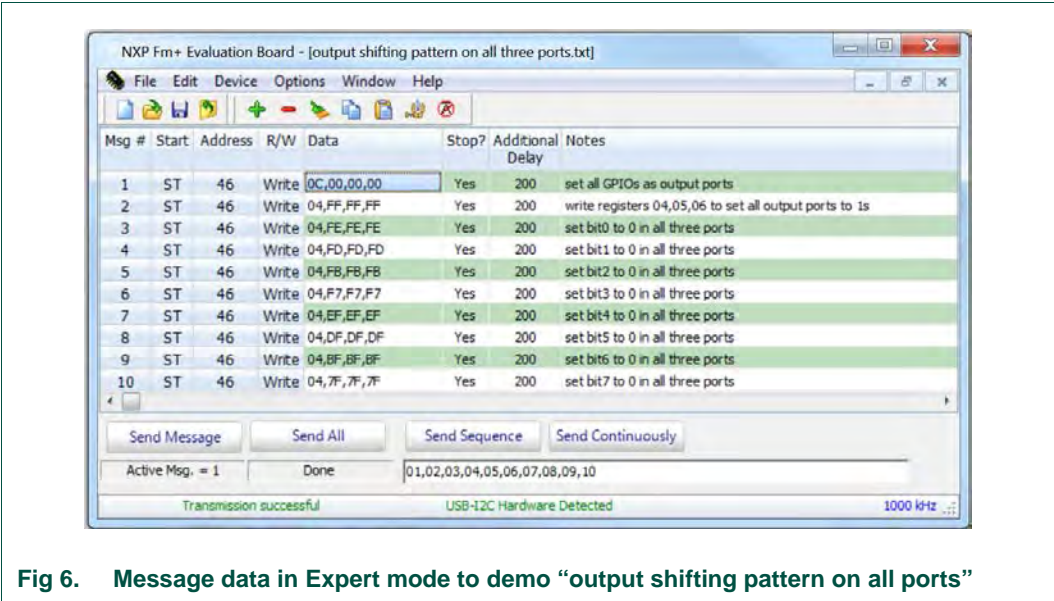 NXP Fm+ Evaluation Board - [output shifting pattern on all three ports.txt]
File Edit Device Options Window Help
Msg # Start Address R/W Data Stop? Additional Delay Notes
1 ST 46 Write 0C,00,00,00 Yes 200 set all GPIOs as output ports
2 ST 46 Write 04,FF,FF,FF Yes 200 write registers 04,05,06 to set all output ports to 1s
3 ST 46 Write 04,FE,FE,FE Yes 200 set bit0 to 0 in all three ports
4 ST 46 Write 04,FD,FD,FD Yes 200 set bit1 to 0 in all three ports
5 ST 46 Write 04,FB,FB,FB Yes 200 set bit2 to 0 in all three ports
6 ST 46 Write 04,F7,F7,F7 Yes 200 set bit3 to 0 in all three ports
7 ST 46 Write 04,EF,EF,EF Yes 200 set bit4 to 0 in all three ports
8 ST 46 Write 04,DF,DF,DF Yes 200 set bit5 to 0 in all three ports
9 ST 46 Write 04,BF,BF,BF Yes 200 set bit6 to 0 in all three ports
10 ST 46 Write 04,7F,7F,7F Yes 200 set bit7 to 0 in all three ports
Send Message Send All Send Sequence Send Continuously
Active Msg. = 1 Done 01,02,03,04,05,06,07,08,09,10
Transmission successful USB-I2C Hardware Detected 1000 kHz
Fig 6. Message data in Expert mode to demo “output shifting pattern on all ports”